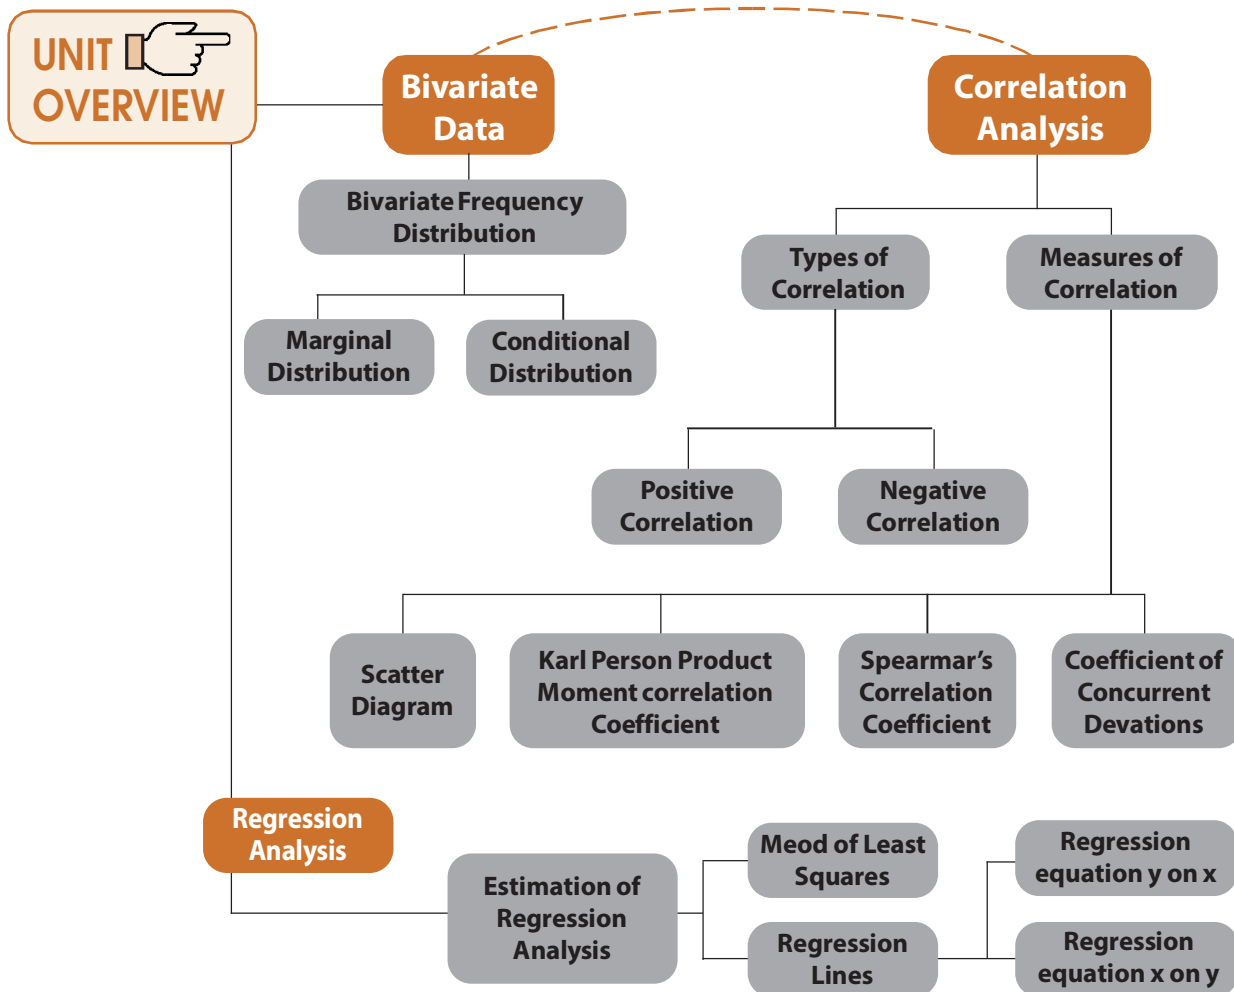 UNIT
OVERVIEW
Bivariate
Data
Correlation
Analysis
Bivariate Frequency
Distribution
Marginal
Distribution
Conditional
Distribution
Types of
Correlation
Measures of
Correlation
Positive
Correlation
Negative
Correlation
Scatter
Diagram
Karl Person Product
Moment correlation
Coefficient
Spearmar's
Correlation
Coefficient
Coefficient of
Concurrent
Devations
Regression
Analysis
Estimation of
Regression
Analysis
Meod of Least
Squares
Regression
Lines
Regression
equation y on x
Regression
equation x on y